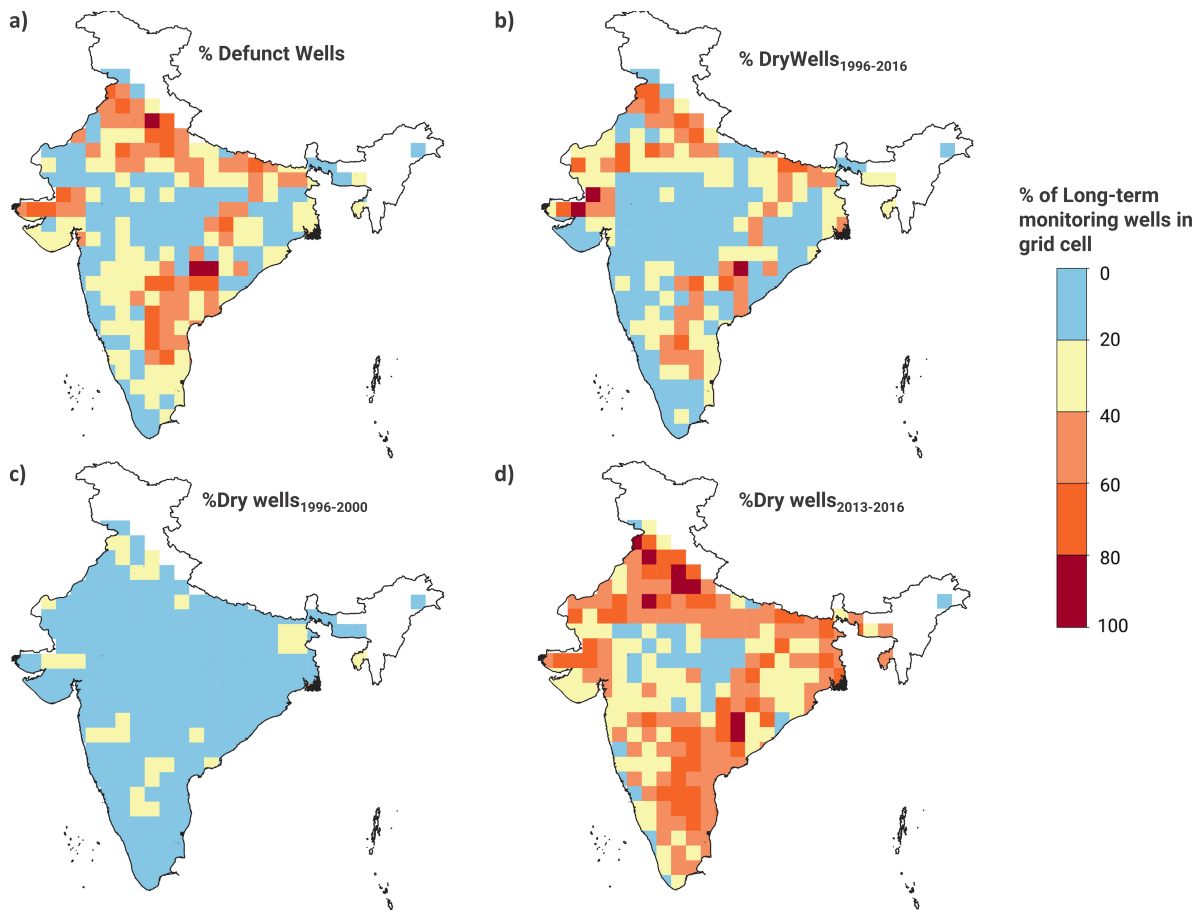 a)
% Defunct Wells
b)
% DryWells1996-2016
c)
%Dry wells1996-2000
d)
%Dry wells2013-2016
% of Long-term
monitoring wells in
grid cell
0
20
40
60
80
100